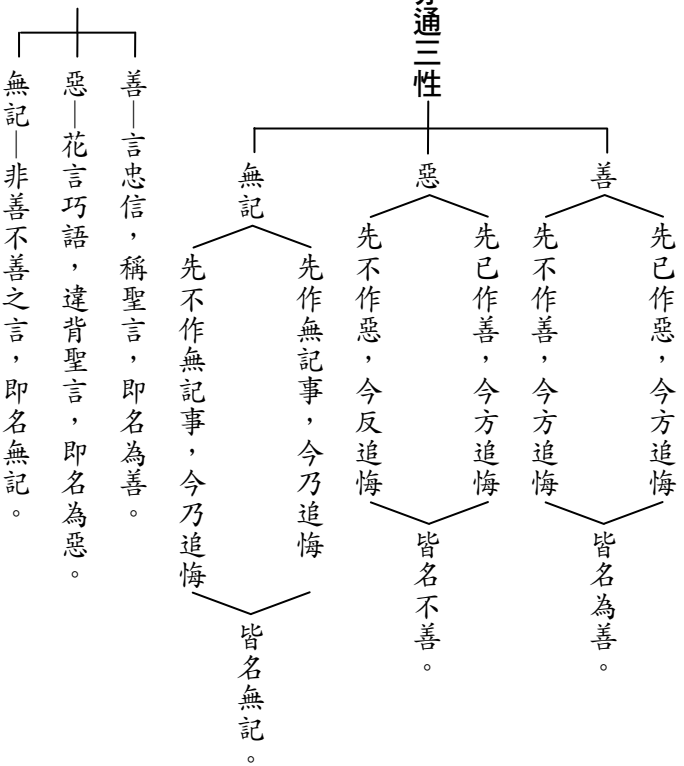 通三性
善
先已作惡，今方追悔
先不作善，今方追悔
皆名為善。
惡
先已作善，今方追悔
先不作惡，今反追悔
皆名不善。
無記
先作無記事，今乃追悔
先不作無記事，今乃追悔
皆名無記。
善—言忠信，稱聖言，即名為善。
惡—花言巧語，違背聖言，即名為惡。
無記—非善不善之言，即名無記。